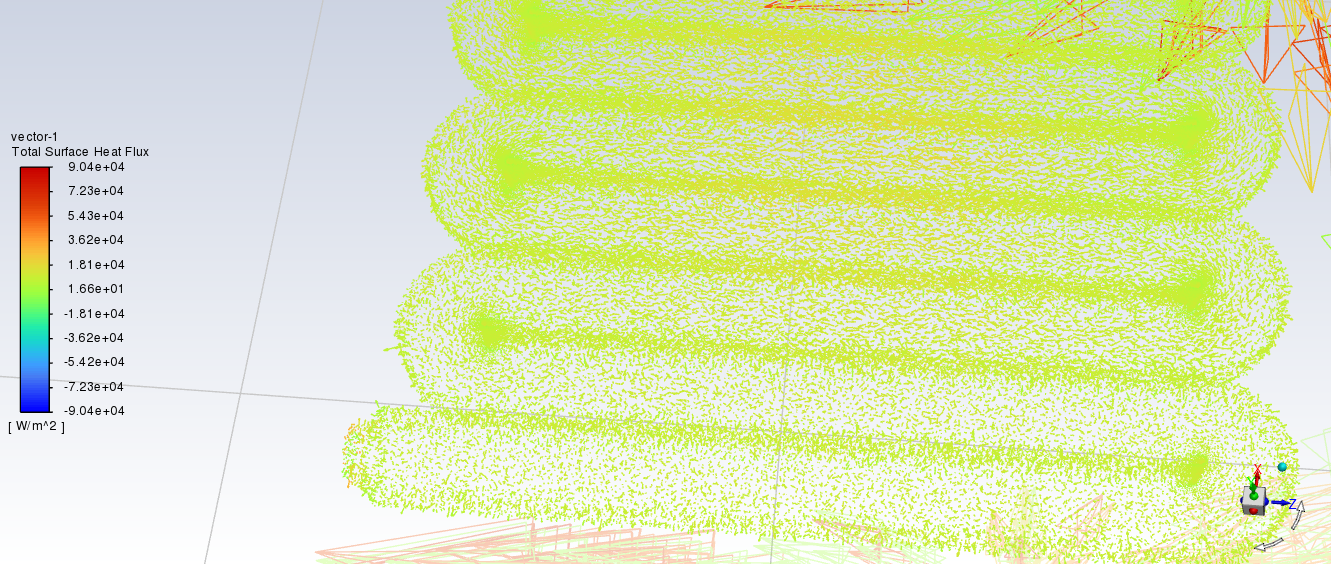 vector-1
Total Surface Heat Flux
9.04e+04
7.23e+04
5.43e+04
3.62e+04
1.81e+04
1.66e+01
-1.81e+04
-3.62e+04
-5.42e+04
-7.23e+04
-9.04e+04
[ W/m^2 ]
X
Z